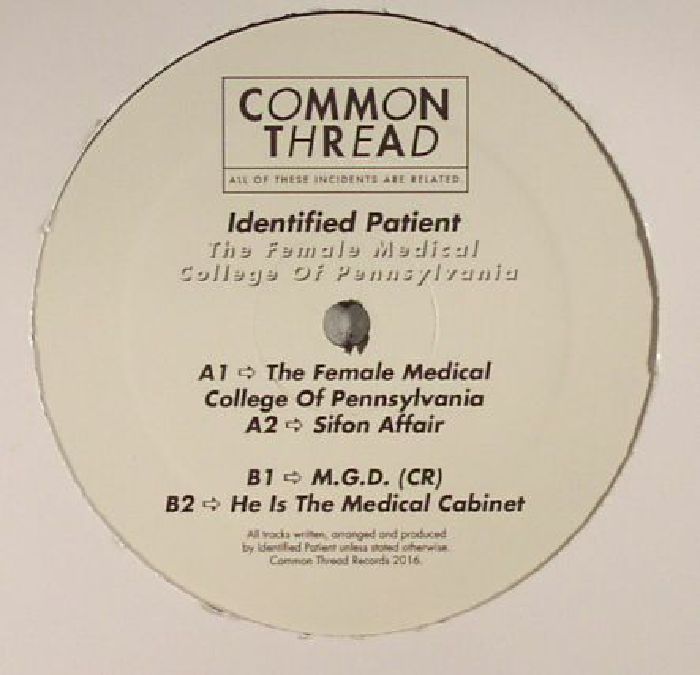 COMMON
THREAD
ALL OF THESE INCIDENTS ARE RELATED
Identified Patient
The Female Medical
College Of Pennsylvania
A1 ⇨ The Female Medical
College Of Pennsylvania
A2 ⇨ Sifon Affair
B1 ⇨ M.G.D. (CR)
B2 ⇨ He Is The Medical Cabinet
All tracks written, arranged and produced
by Identified Patient unless stated otherwise.
Common Thread Records 2016.